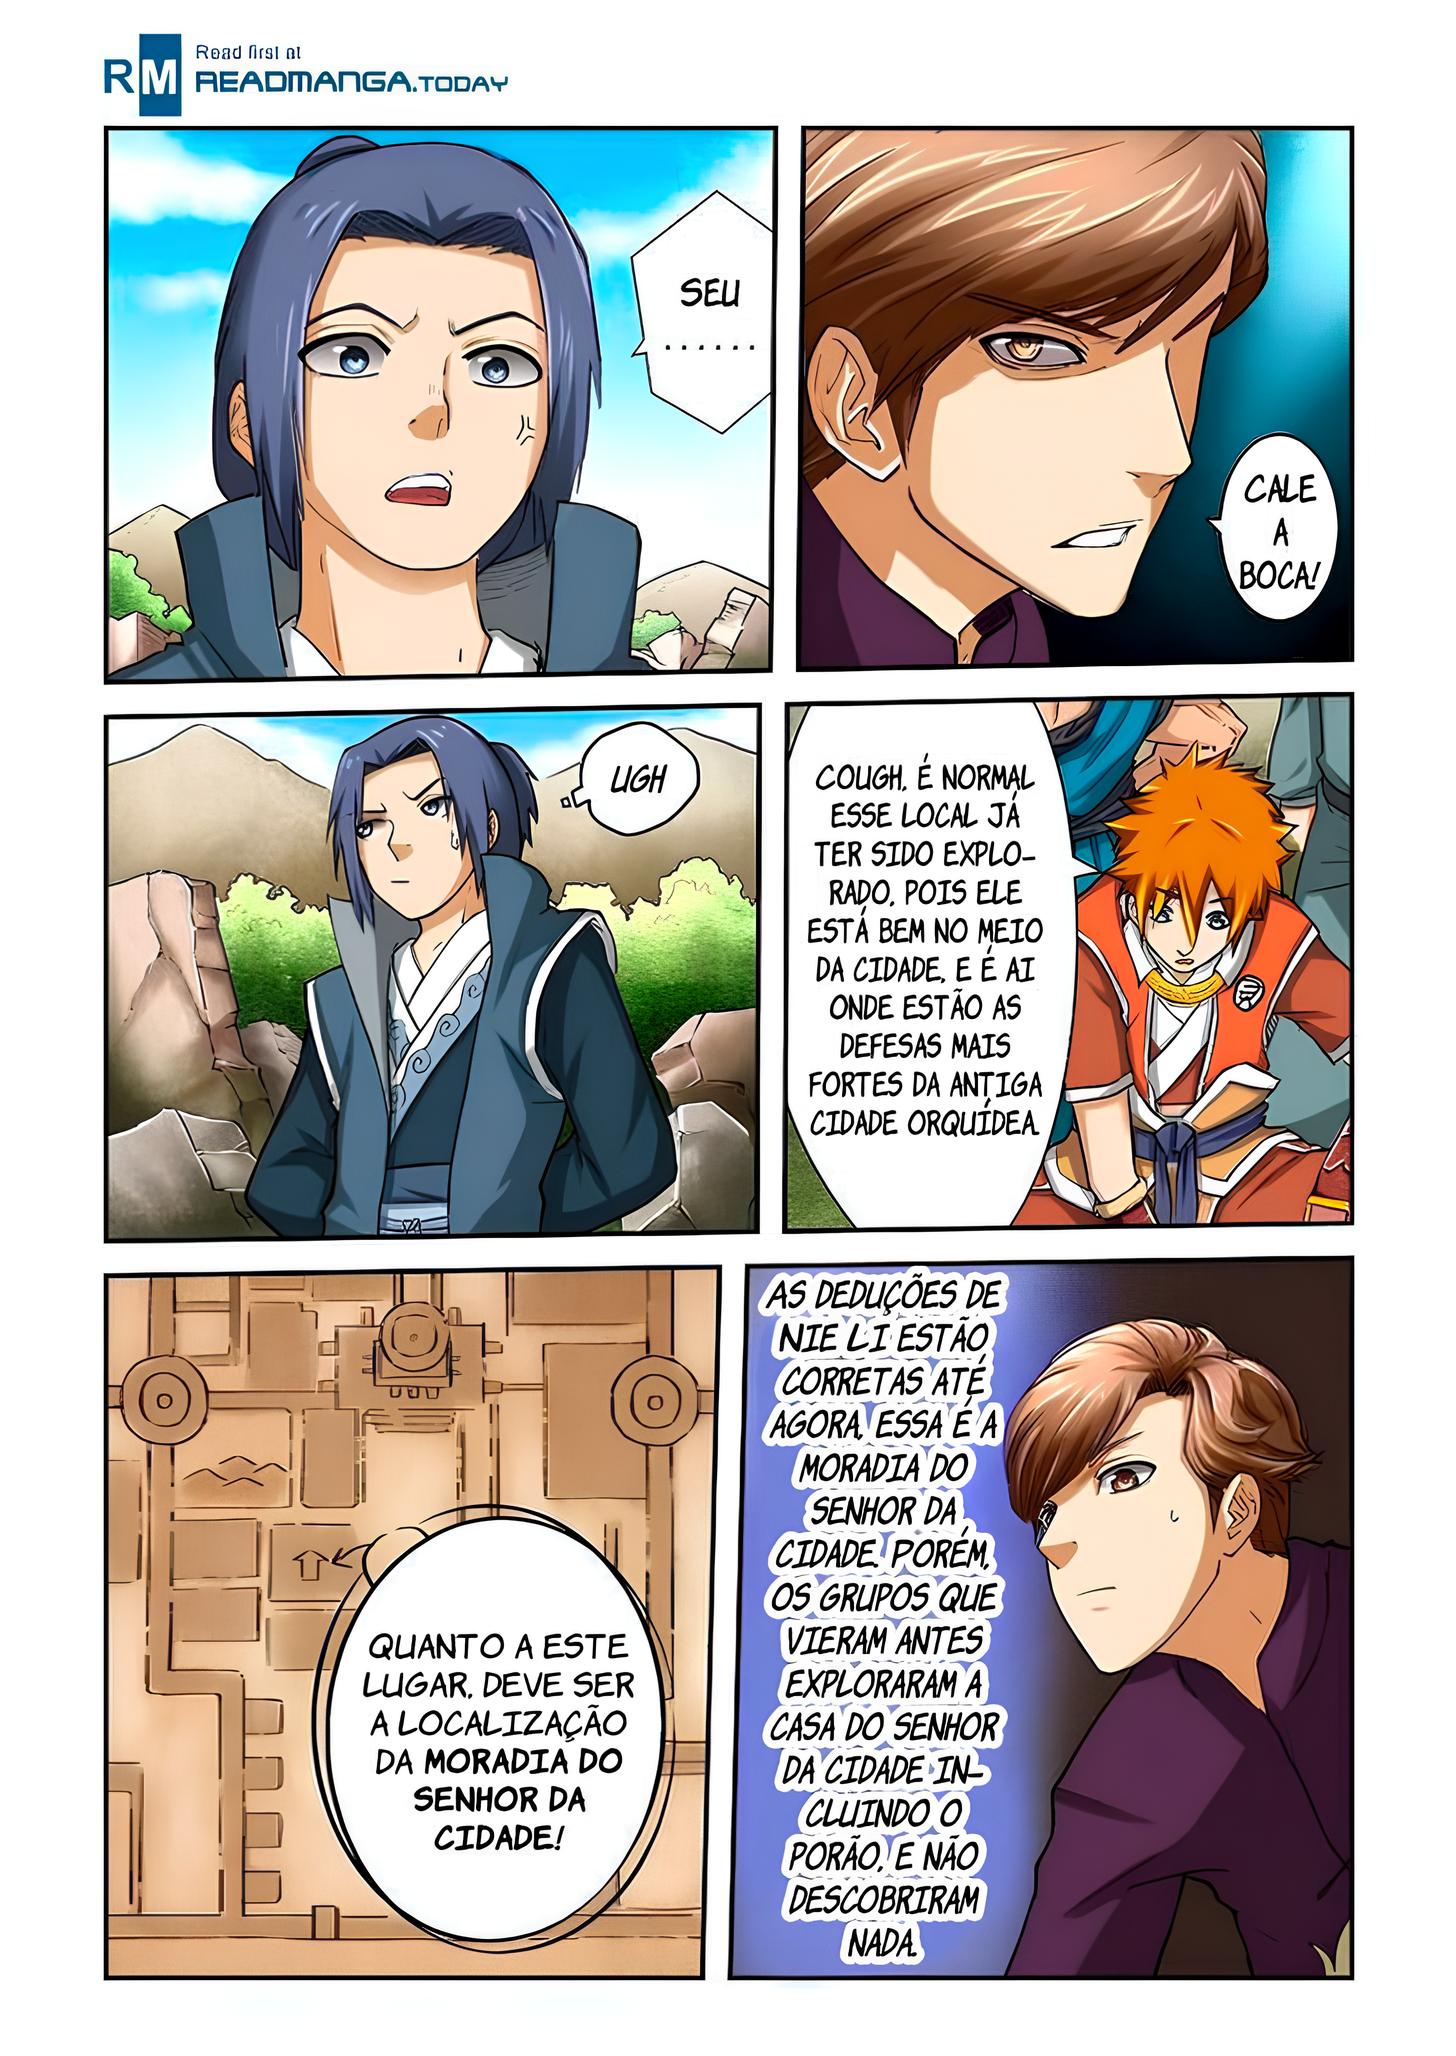 Read first at
RM READMANGA.TODAY
SEU
......
CALE
A
BOCA!
UGH
COUGH, É NORMAL
ESSE LOCAL JÁ
TER SIDO EXPLO-
RADO, POIS ELE
ESTÁ BEM NO MEIO
DA CIDADE, E É AI
ONDE ESTÃO AS
DEFESAS MAIS
FORTES DA ANTIGA
CIDADE ORQUÍDEA.
QUANTO A ESTE
LUGAR, DEVE SER
A LOCALIZAÇÃO
DA MORADIA DO
SENHOR DA
CIDADE!
AS DEDUÇÕES DE
NIE LI ESTÃO
CORRETAS ATÉ
AGORA, ESSA É A
MORADIA DO
SENHOR DA
CIDADE. PORÉM,
OS GRUPOS QUE
VIERAM ANTES
EXPLORARAM A
CASA DO SENHOR
DA CIDADE IN-
CLUINDO O
PORÃO, E NÃO
DESCOBRIRAM
NADA.